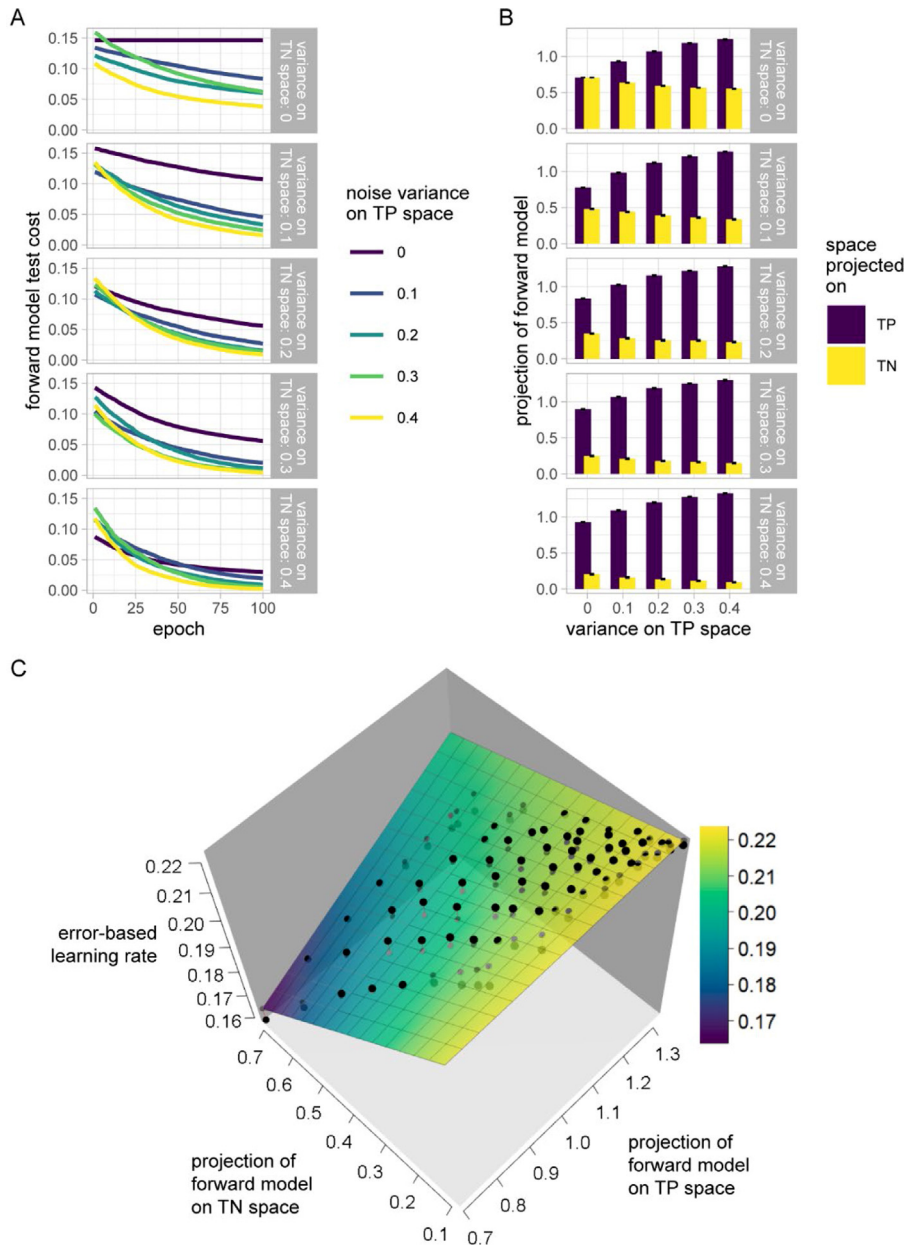 A
0.15
0.10
0.05
0.00
variance on
TN space: 0
0.15
0.10
0.05
0.00
variance on
TN space: 0.1
0.15
0.10
0.05
0.00
variance on
TN space: 0.2
0.15
0.10
0.05
0.00
variance on
TN space: 0.3
0.15
0.10
0.05
0.00
variance on
TN space: 0.4
forward model test cost
0 25 50 75 100
epoch
noise variance
on TP space
0
0.1
0.2
0.3
0.4
B
1.0
0.5
0.0
variance on
TN space: 0
1.0
0.5
0.0
variance on
TN space: 0.1
1.0
0.5
0.0
variance on
TN space: 0.2
1.0
0.5
0.0
variance on
TN space: 0.3
1.0
0.5
0.0
variance on
TN space: 0.4
projection of forward model
0 0.1 0.2 0.3 0.4
variance on TP space
space
projected
on
TP
TN
C
0.22
0.21
0.20
0.19
0.18
0.17
0.16
error-based
learning rate
0.7
0.6
0.5
0.4
0.3
0.2
0.1
projection of
forward model
on TN space
0.7
0.8
0.9
1.0
1.1
1.2
1.3
projection of
forward model
on TP space
0.22
0.21
0.20
0.19
0.18
0.17